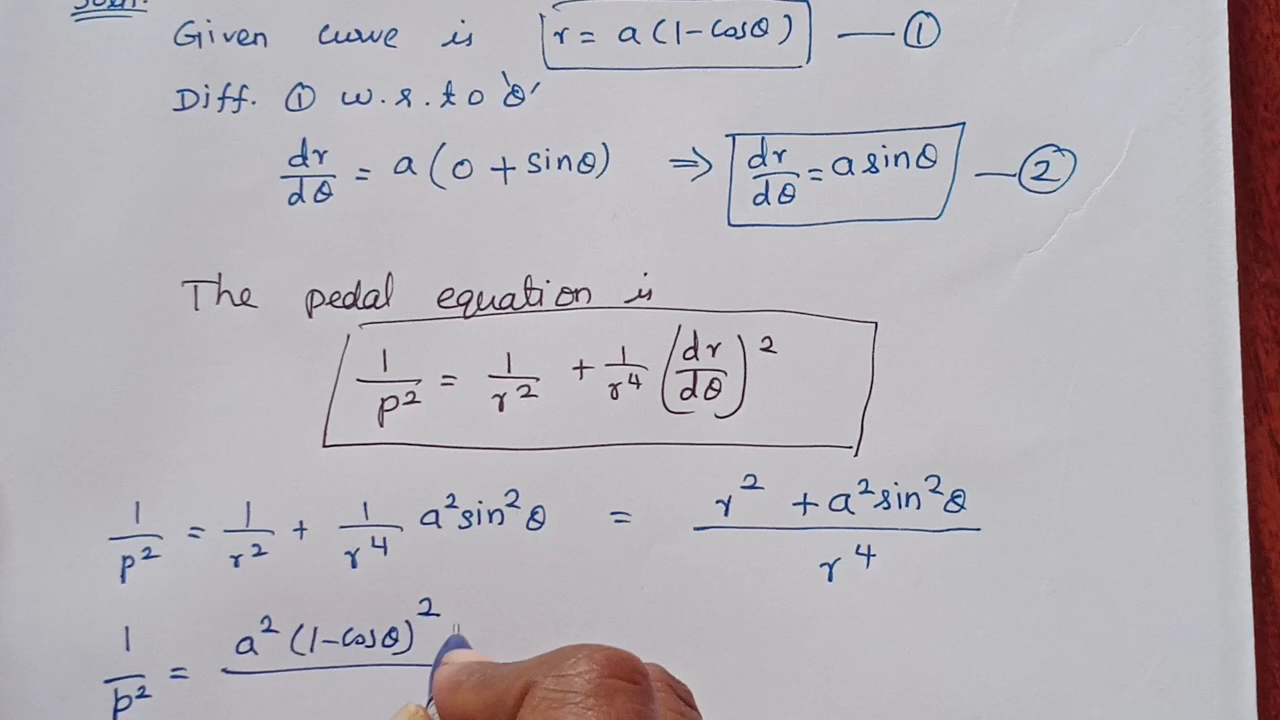 Soln.
Given curve is r = a(1-cosθ) — ①
Diff. ① w.r.to 'θ'
dr/dθ = a(0+sinθ) ⇒ dr/dθ = a sinθ — ②
The pedal equation is
1/p² = 1/r² + 1/r⁴ (dr/dθ)²
1/p² = 1/r² + 1/r⁴ a²sin²θ = (r² + a²sin²θ)/r⁴
1/p² = a²(1-cosθ)²